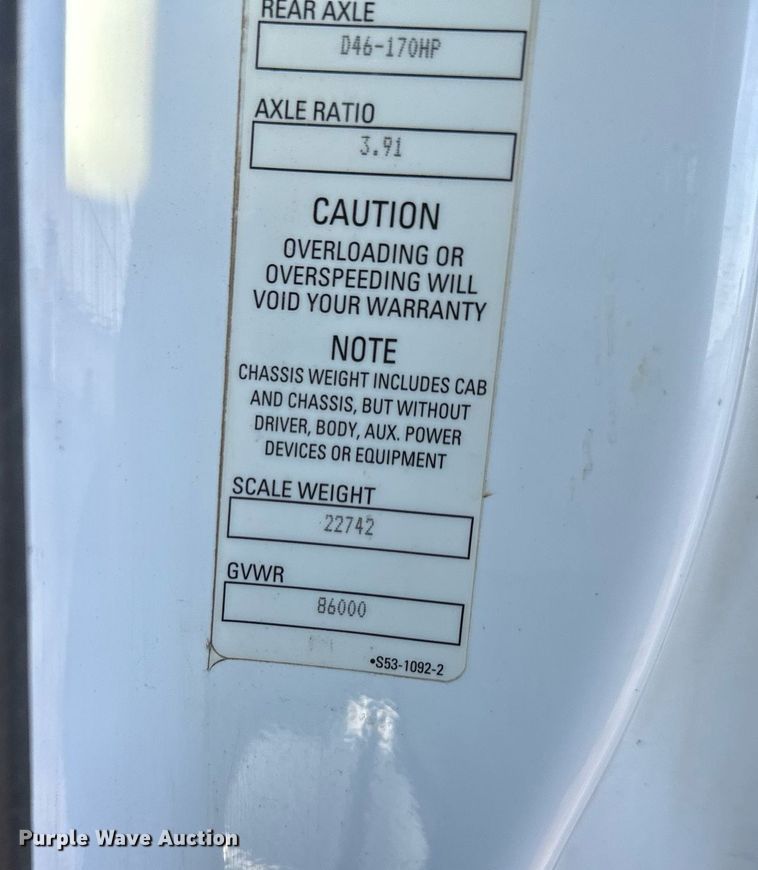 REAR AXLE
D46-170HP
AXLE RATIO
3.91
CAUTION
OVERLOADING OR
OVERSPEEDING WILL
VOID YOUR WARRANTY
NOTE
CHASSIS WEIGHT INCLUDES CAB
AND CHASSIS, BUT WITHOUT
DRIVER, BODY, AUX. POWER
DEVICES OR EQUIPMENT
SCALE WEIGHT
22742
GVWR
86000
•S53-1092-2
Purple Wave Auction